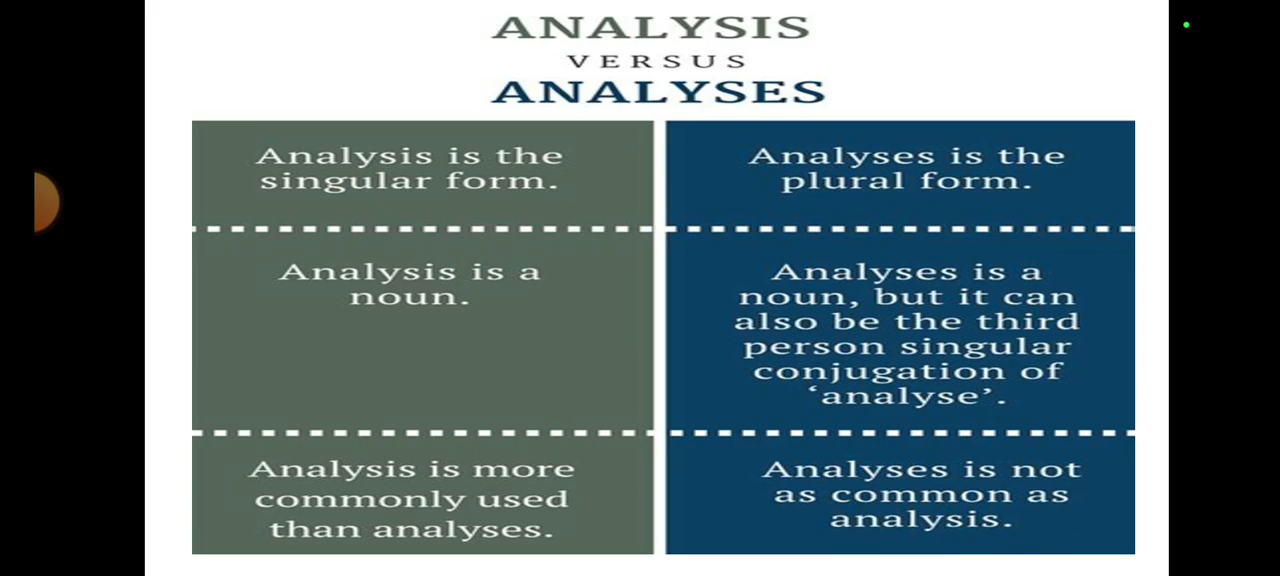 ANALYSIS
VERSUS
ANALYSES
Analysis is the
singular form.
Analysis is a
noun.
Analysis is more
commonly used
than analyses.
Analyses is the
plural form.
Analyses is a
noun, but it can
also be the third
person singular
conjugation of
‘analyse’.
Analyses is not
as common as
analysis.